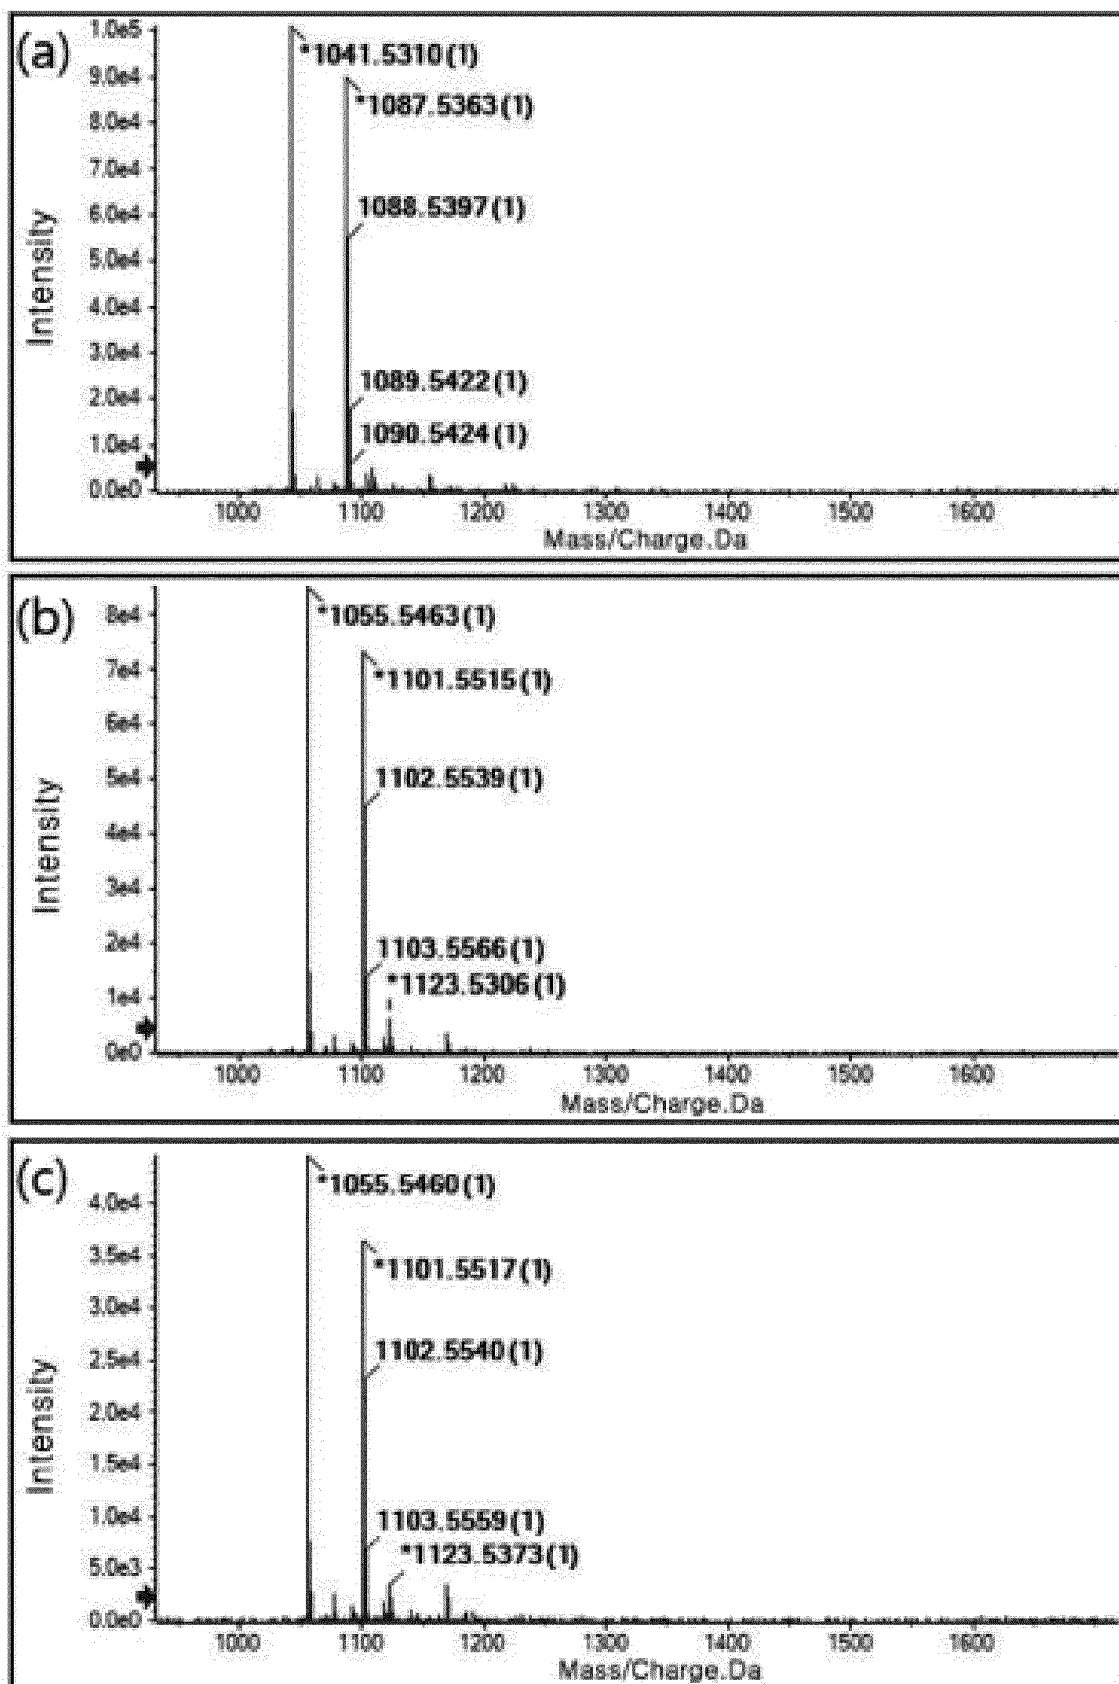 (a)
1.0e5
*1041.5310(1)
9.0e4
*1087.5363(1)
8.0e4
7.0e4
6.0e4
1088.5397(1)
5.0e4
4.0e4
3.0e4
1089.5422(1)
2.0e4
1090.5424(1)
1.0e4
0.0e0
Intensity
1000 1100 1200 1300 1400 1500 1600
Mass/Charge.Da
(b)
8e4
*1055.5463(1)
7e4
*1101.5515(1)
6e4
5e4
1102.5539(1)
4e4
3e4
2e4
1103.5566(1)
*1123.5306(1)
1e4
0e0
Intensity
1000 1100 1200 1300 1400 1500 1600
Mass/Charge.Da
(c)
*1055.5460(1)
4.0e4
3.5e4
*1101.5517(1)
3.0e4
2.5e4
1102.5540(1)
2.0e4
1.5e4
1.0e4
1103.5559(1)
*1123.5373(1)
5.0e3
0.0e0
Intensity
1000 1100 1200 1300 1400 1500 1600
Mass/Charge.Da